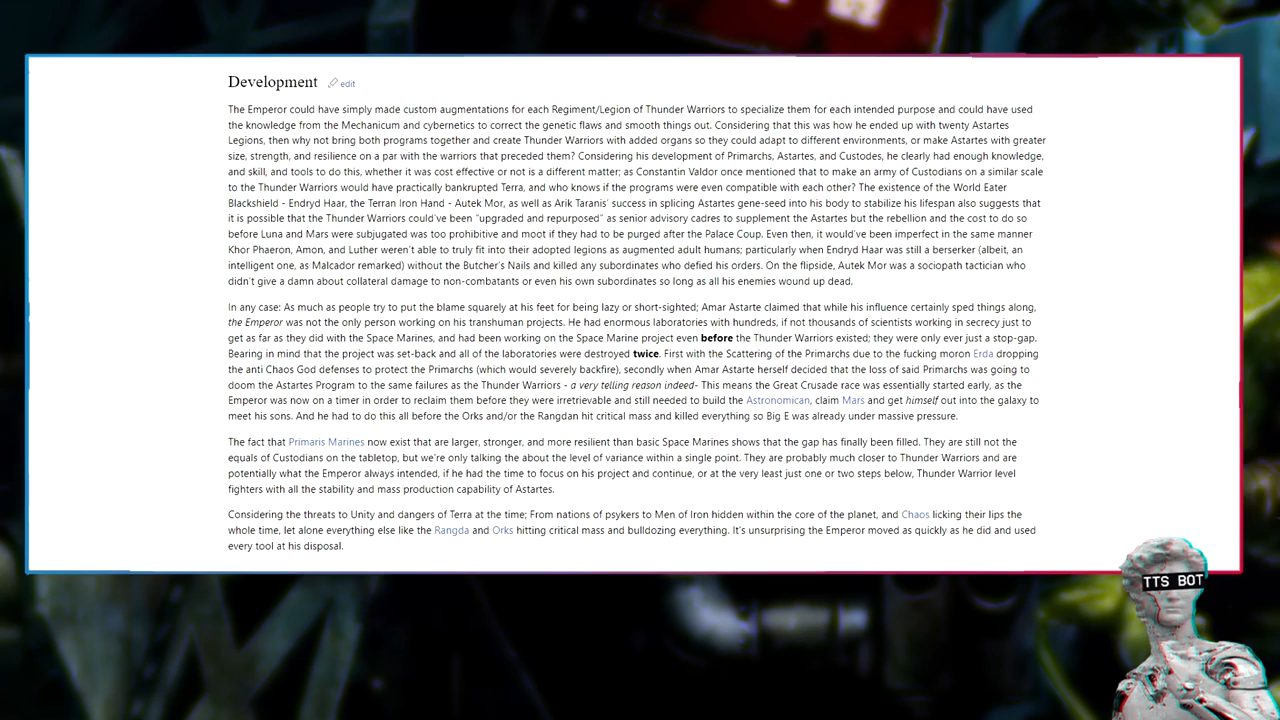 Development edit
The Emperor could have simply made custom augmentations for each Regiment/Legion of Thunder Warriors to specialize them for each intended purpose and could have used
the knowledge from the Mechanicum and cybernetics to correct the genetic flaws and smooth things out. Considering that this was how he ended up with twenty Astartes
Legions, then why not bring both programs together and create Thunder Warriors with added organs so they could adapt to different environments, or make Astartes with greater
size, strength, and resilience on a par with the warriors that preceded them? Considering his development of Primarchs, Astartes, and Custodes, he clearly had enough knowledge,
and skill, and tools to do this, whether it was cost effective or not is a different matter; as Constantin Valdor once mentioned that to make an army of Custodians on a similar scale
to the Thunder Warriors would have practically bankrupted Terra, and who knows if the programs were even compatible with each other? The existence of the World Eater
Blackshield - Endryd Haar, the Terran Iron Hand - Autek Mor, as well as Arik Taranis' success in splicing Astartes gene-seed into his body to stabilize his lifespan also suggests that
it is possible that the Thunder Warriors could've been "upgraded and repurposed" as senior advisory cadres to supplement the Astartes but the rebellion and the cost to do so
before Luna and Mars were subjugated was too prohibitive and moot if they had to be purged after the Palace Coup. Even then, it would've been imperfect in the same manner
Khor Phaeron, Amon, and Luther weren't able to truly fit into their adopted legions as augmented adult humans; particularly when Endryd Haar was still a berserker (albeit, an
intelligent one, as Malcador remarked) without the Butcher's Nails and killed any subordinates who defied his orders. On the flipside, Autek Mor was a sociopath tactician who
didn't give a damn about collateral damage to non-combatants or even his own subordinates so long as all his enemies wound up dead.
In any case: As much as people try to put the blame squarely at his feet for being lazy or short-sighted; Amar Astarte claimed that while his influence certainly sped things along,
the Emperor was not the only person working on his transhuman projects. He had enormous laboratories with hundreds, if not thousands of scientists working in secrecy just to
get as far as they did with the Space Marines, and had been working on the Space Marine project even before the Thunder Warriors existed; they were only ever just a stop-gap.
Bearing in mind that the project was set-back and all of the laboratories were destroyed twice. First with the Scattering of the Primarchs due to the fucking moron Erda dropping
the anti Chaos God defenses to protect the Primarchs (which would severely backfire), secondly when Amar Astarte herself decided that the loss of said Primarchs was going to
doom the Astartes Program to the same failures as the Thunder Warriors - a very telling reason indeed- This means the Great Crusade race was essentially started early, as the
Emperor was now on a timer in order to reclaim them before they were irretrievable and still needed to build the Astronomican, claim Mars and get himself out into the galaxy to
meet his sons. And he had to do this all before the Orks and/or the Rangdan hit critical mass and killed everything so Big E was already under massive pressure.
The fact that Primaris Marines now exist that are larger, stronger, and more resilient than basic Space Marines shows that the gap has finally been filled. They are still not the
equals of Custodians on the tabletop, but we're only talking the about the level of variance within a single point. They are probably much closer to Thunder Warriors and are
potentially what the Emperor always intended, if he had the time to focus on his project and continue, or at the very least just one or two steps below, Thunder Warrior level
fighters with all the stability and mass production capability of Astartes.
Considering the threats to Unity and dangers of Terra at the time; From nations of psykers to Men of Iron hidden within the core of the planet, and Chaos licking their lips the
whole time, let alone everything else like the Rangda and Orks hitting critical mass and bulldozing everything. It's unsurprising the Emperor moved as quickly as he did and used
every tool at his disposal.
TTS BOT